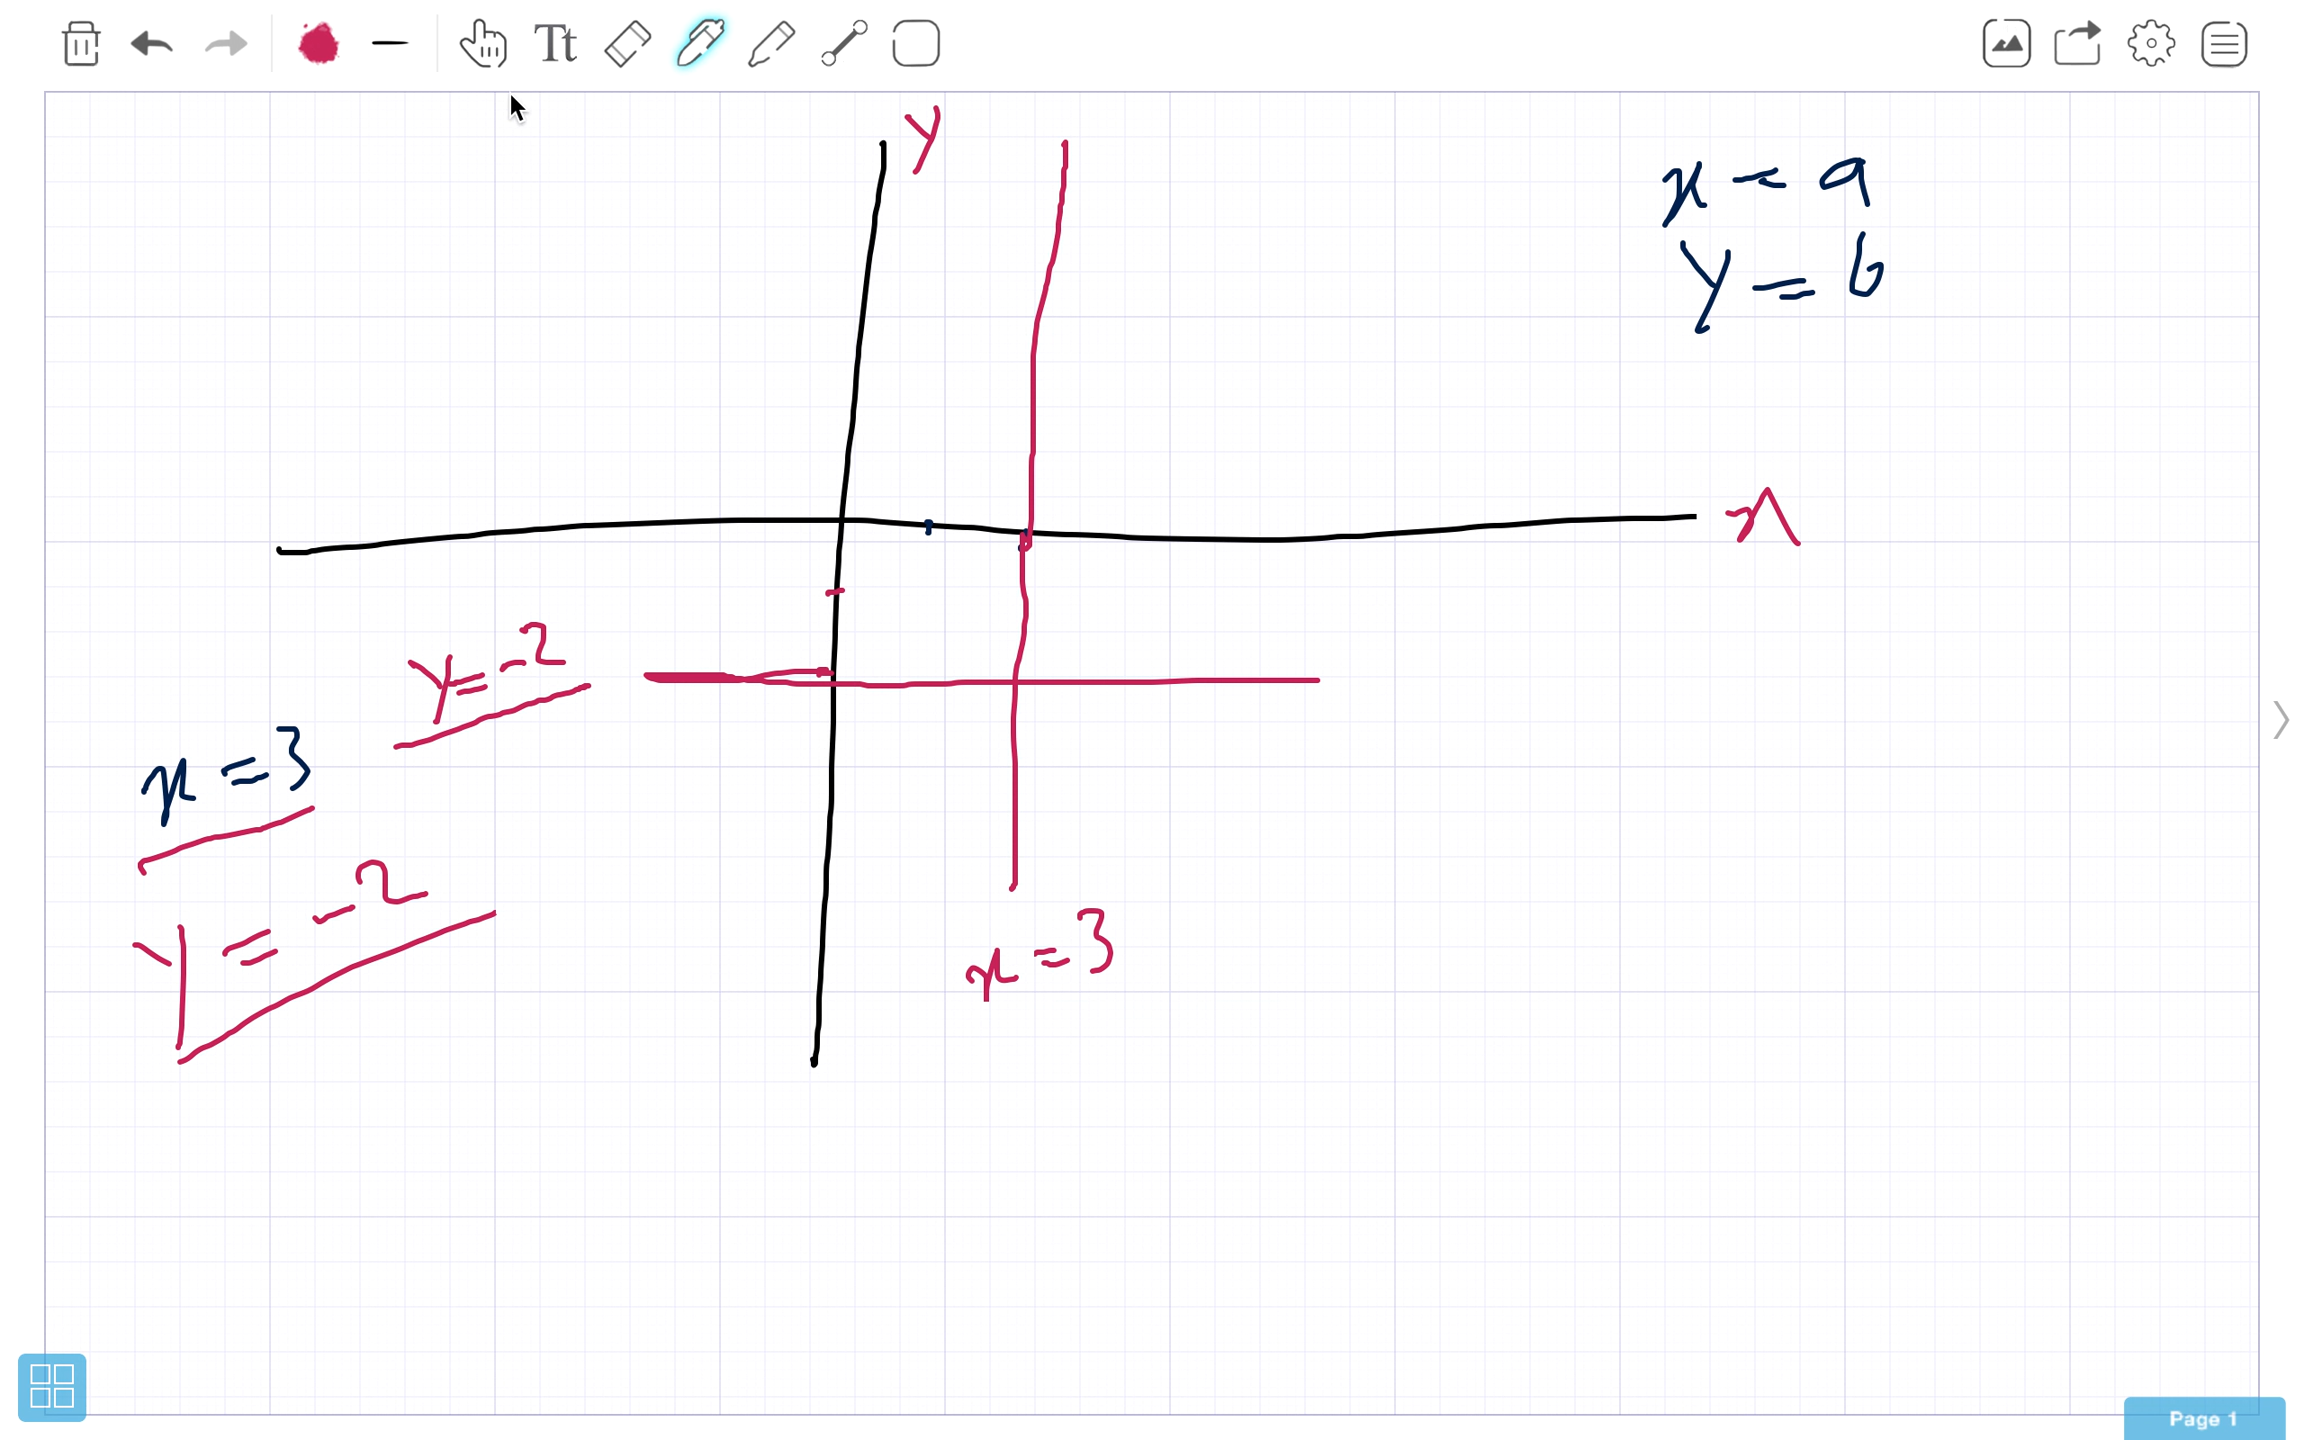 Tt
y
x = a
y = b
x
y = -2
x = 3
y = -2
x = 3
Page 1